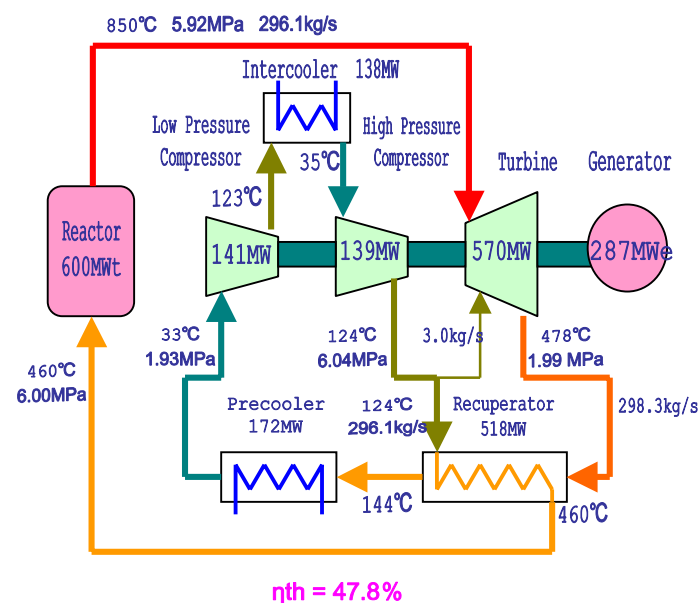 850℃ 5.92MPa 296.1kg/s
Intercooler 138MW
Low Pressure
Compressor
High Pressure
Compressor
35℃
Turbine
Generator
123℃
Reactor
600MWt
141MW
139MW
570MW
287MWe
33℃
1.93MPa
124℃
6.04MPa
3.0kg/s
478℃
1.99 MPa
460℃
6.00MPa
Precooler
172MW
124℃
296.1kg/s
Recuperator
518MW
298.3kg/s
144℃
460℃
ηth = 47.8%